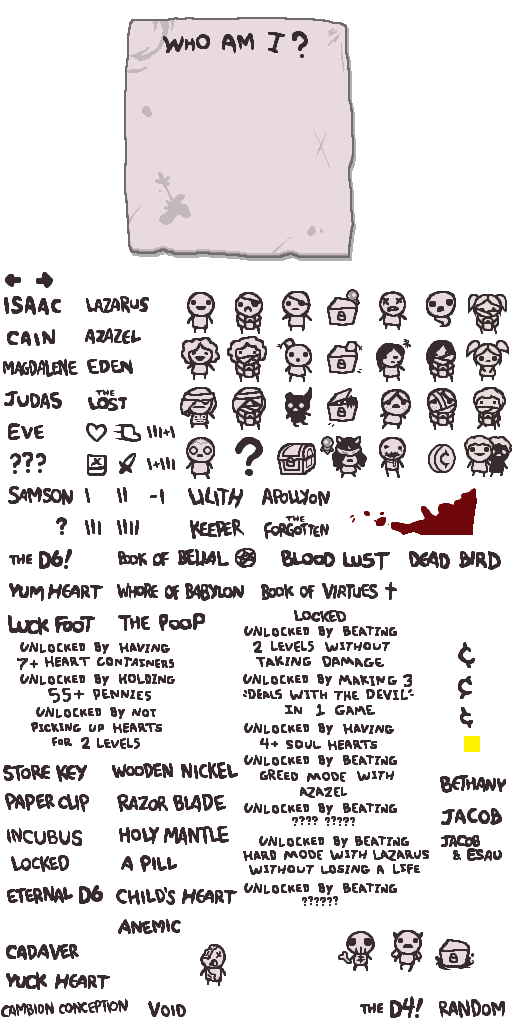 WHO AM I?
ISAAC LAZARUS
CAIN AZAZEL
MAGDALENE EDEN
JUDAS THE LOST
EVE |||+|
??? |+|||
?
¢
SAMSON | || -| LILITH APOLLYON
? ||| |||| KEEPER THE FORGOTTEN
THE D6! BOOK OF BELIAL BLOOD LUST DEAD BIRD
YUM HEART WHORE OF BABYLON BOOK OF VIRTUES †
LUCK FOOT THE POOP
UNLOCKED BY HAVING
7+ HEART CONTAINERS
UNLOCKED BY HOLDING
55+ PENNIES
UNLOCKED BY NOT
PICKING UP HEARTS
FOR 2 LEVELS
LOCKED
UNLOCKED BY BEATING
2 LEVELS WITHOUT
TAKING DAMAGE
UNLOCKED BY MAKING 3
"DEALS WITH THE DEVIL"
IN 1 GAME
UNLOCKED BY HAVING
4+ SOUL HEARTS
UNLOCKED BY BEATING
GREED MODE WITH
AZAZEL
UNLOCKED BY BEATING
???? ?????
UNLOCKED BY BEATING
HARD MODE WITH LAZARUS
WITHOUT LOSING A LIFE
UNLOCKED BY BEATING
??????
¢
¢
¢
STORE KEY WOODEN NICKEL
PAPER CLIP RAZOR BLADE
INCUBUS HOLY MANTLE
LOCKED A PILL
ETERNAL D6 CHILD'S HEART
ANEMIC
BETHANY
JACOB
JACOB
& ESAU
CADAVER
YUCK HEART
CAMBION CONCEPTION VOID THE D4! RANDOM